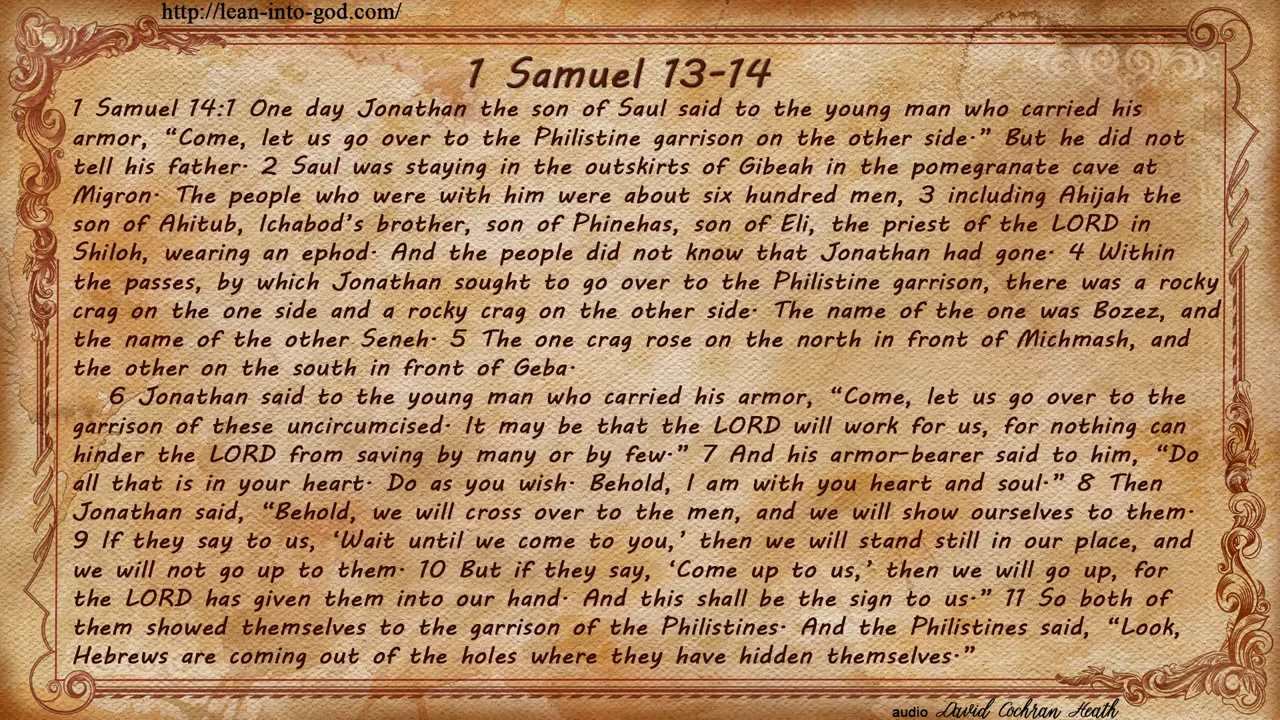 http://lean-into-god.com/
1 Samuel 13-14
1 Samuel 14:1 One day Jonathan the son of Saul said to the young man who carried his
armor, “Come, let us go over to the Philistine garrison on the other side.” But he did not
tell his father. 2 Saul was staying in the outskirts of Gibeah in the pomegranate cave at
Migron. The people who were with him were about six hundred men, 3 including Ahijah the
son of Ahitub, Ichabod’s brother, son of Phinehas, son of Eli, the priest of the LORD in
Shiloh, wearing an ephod. And the people did not know that Jonathan had gone. 4 Within
the passes, by which Jonathan sought to go over to the Philistine garrison, there was a rocky
crag on the one side and a rocky crag on the other side. The name of the one was Bozez, and
the name of the other Seneh. 5 The one crag rose on the north in front of Michmash, and
the other on the south in front of Geba.
6 Jonathan said to the young man who carried his armor, “Come, let us go over to the
garrison of these uncircumcised. It may be that the LORD will work for us, for nothing can
hinder the LORD from saving by many or by few.” 7 And his armor-bearer said to him, “Do
all that is in your heart. Do as you wish. Behold, I am with you heart and soul.” 8 Then
Jonathan said, “Behold, we will cross over to the men, and we will show ourselves to them.
9 If they say to us, ‘Wait until we come to you,’ then we will stand still in our place, and
we will not go up to them. 10 But if they say, ‘Come up to us,’ then we will go up, for
the LORD has given them into our hand. And this shall be the sign to us.” 11 So both of
them showed themselves to the garrison of the Philistines. And the Philistines said, “Look,
Hebrews are coming out of the holes where they have hidden themselves.”
audio David Cochran Heath